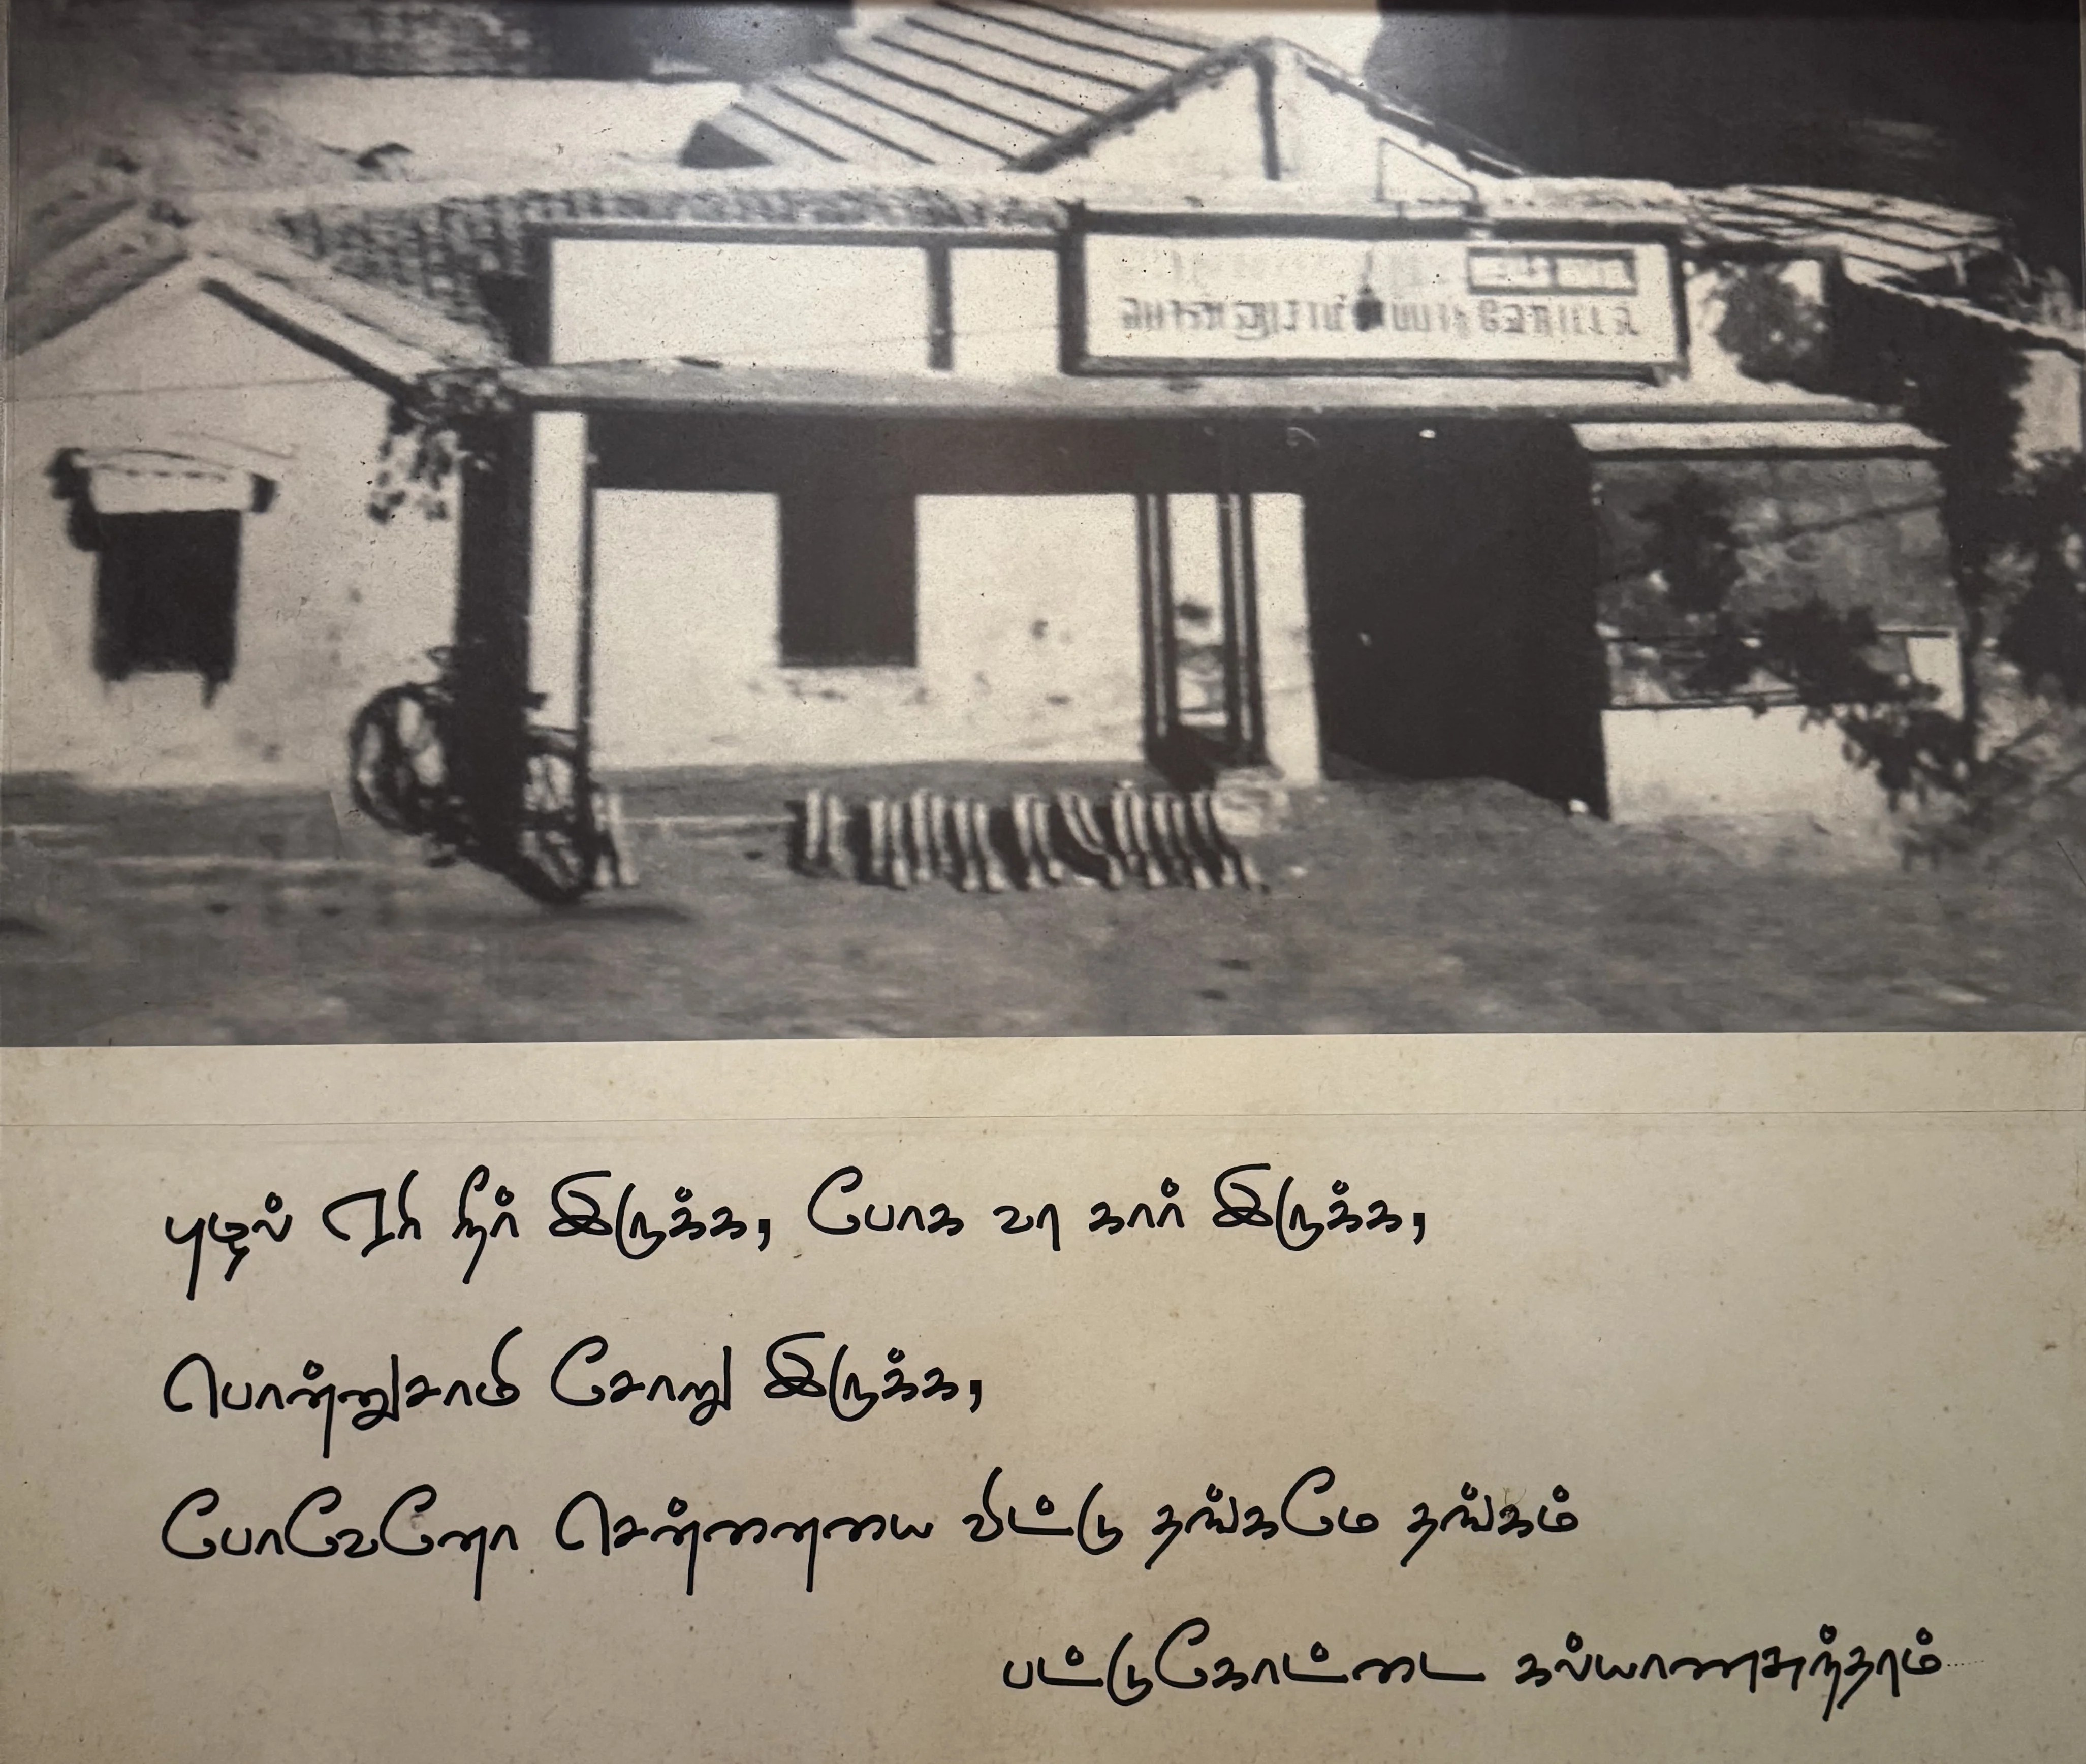 புழல் ஏரி நீர் இருக்க, போக வர கார் இருக்க,
பொன்னுசாமி சோறு இருக்க,
போவேனோ சென்னையை விட்டு தங்கமே தங்கம்
பட்டுகோட்டை கல்யாணசுந்தரம்